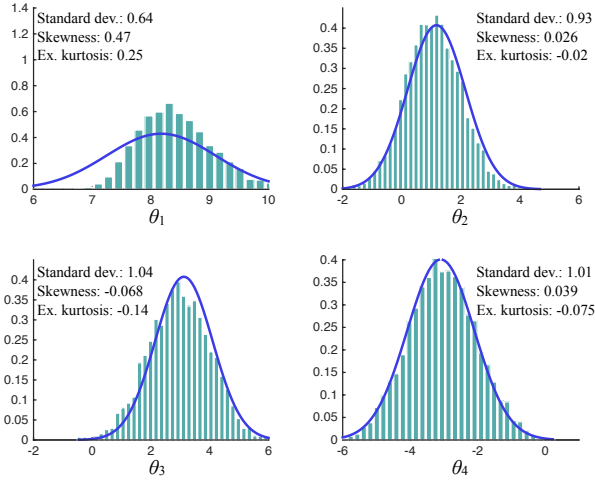 1.4
1.2
1
0.8
0.6
0.4
0.2
0
6 7 8 9 10
θ1
Standard dev.: 0.64
Skewness: 0.47
Ex. kurtosis: 0.25
0.4
0.35
0.3
0.25
0.2
0.15
0.1
0.05
0
-2 0 2 4 6
θ2
Standard dev.: 0.93
Skewness: 0.026
Ex. kurtosis: -0.02
0.4
0.35
0.3
0.25
0.2
0.15
0.1
0.05
0
-2 0 2 4 6
θ3
Standard dev.: 1.04
Skewness: -0.068
Ex. kurtosis: -0.14
0.4
0.35
0.3
0.25
0.2
0.15
0.1
0.05
0
-6 -4 -2 0
θ4
Standard dev.: 1.01
Skewness: 0.039
Ex. kurtosis: -0.075